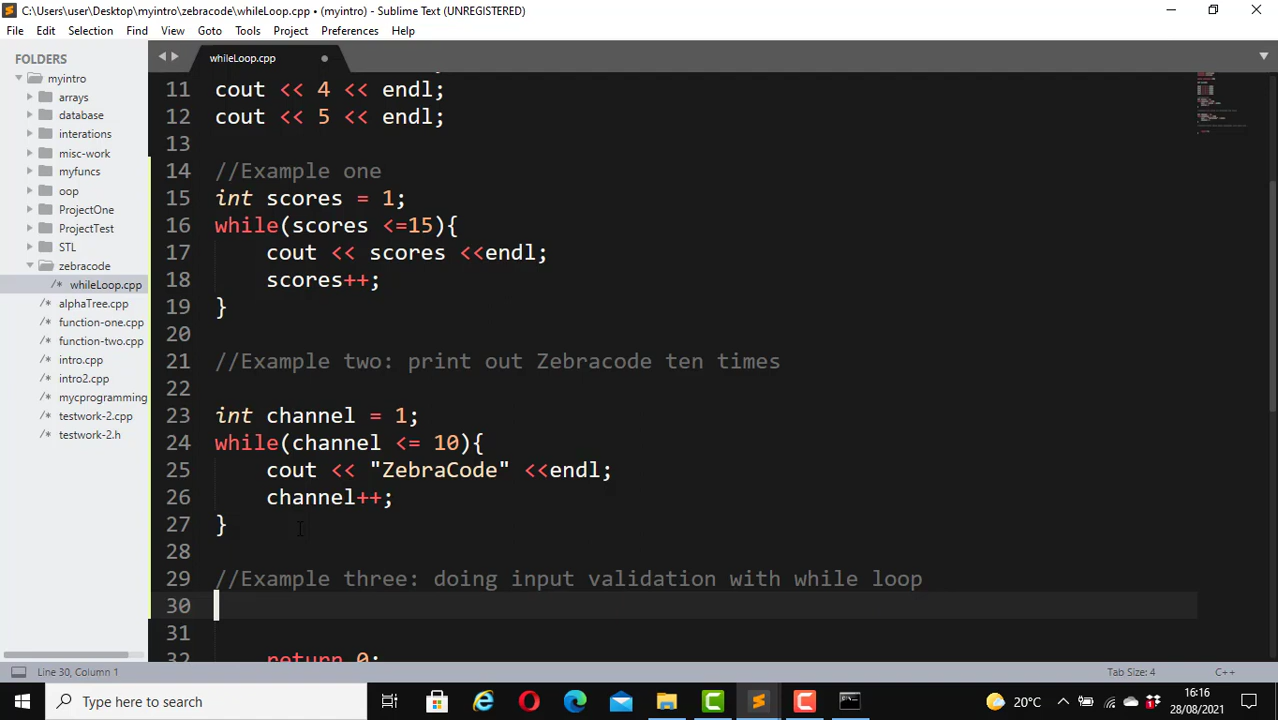 C:\Users\user\Desktop\myintro\zebracode\whileLoop.cpp • (myintro) - Sublime Text (UNREGISTERED)
File Edit Selection Find View Goto Tools Project Preferences Help
FOLDERS
myintro
arrays
database
interations
misc-work
myfuncs
oop
ProjectOne
ProjectTest
STL
zebracode
/* whileLoop.cpp
/* alphaTree.cpp
/* function-one.cpp
/* function-two.cpp
/* intro.cpp
/* intro2.cpp
/* mycprogramming
/* testwork-2.cpp
/* testwork-2.h
whileLoop.cpp
11 cout << 4 << endl;
12 cout << 5 << endl;
13
14 //Example one
15 int scores = 1;
16 while(scores <=15){
17 cout << scores <<endl;
18 scores++;
19 }
20
21 //Example two: print out Zebracode ten times
22
23 int channel = 1;
24 while(channel <= 10){
25 cout << "ZebraCode" <<endl;
26 channel++;
27 }
28
29 //Example three: doing input validation with while loop
30
31
32 return 0;
Line 30, Column 1
Tab Size: 4
C++
Type here to search
20°C
16:16
28/08/2021